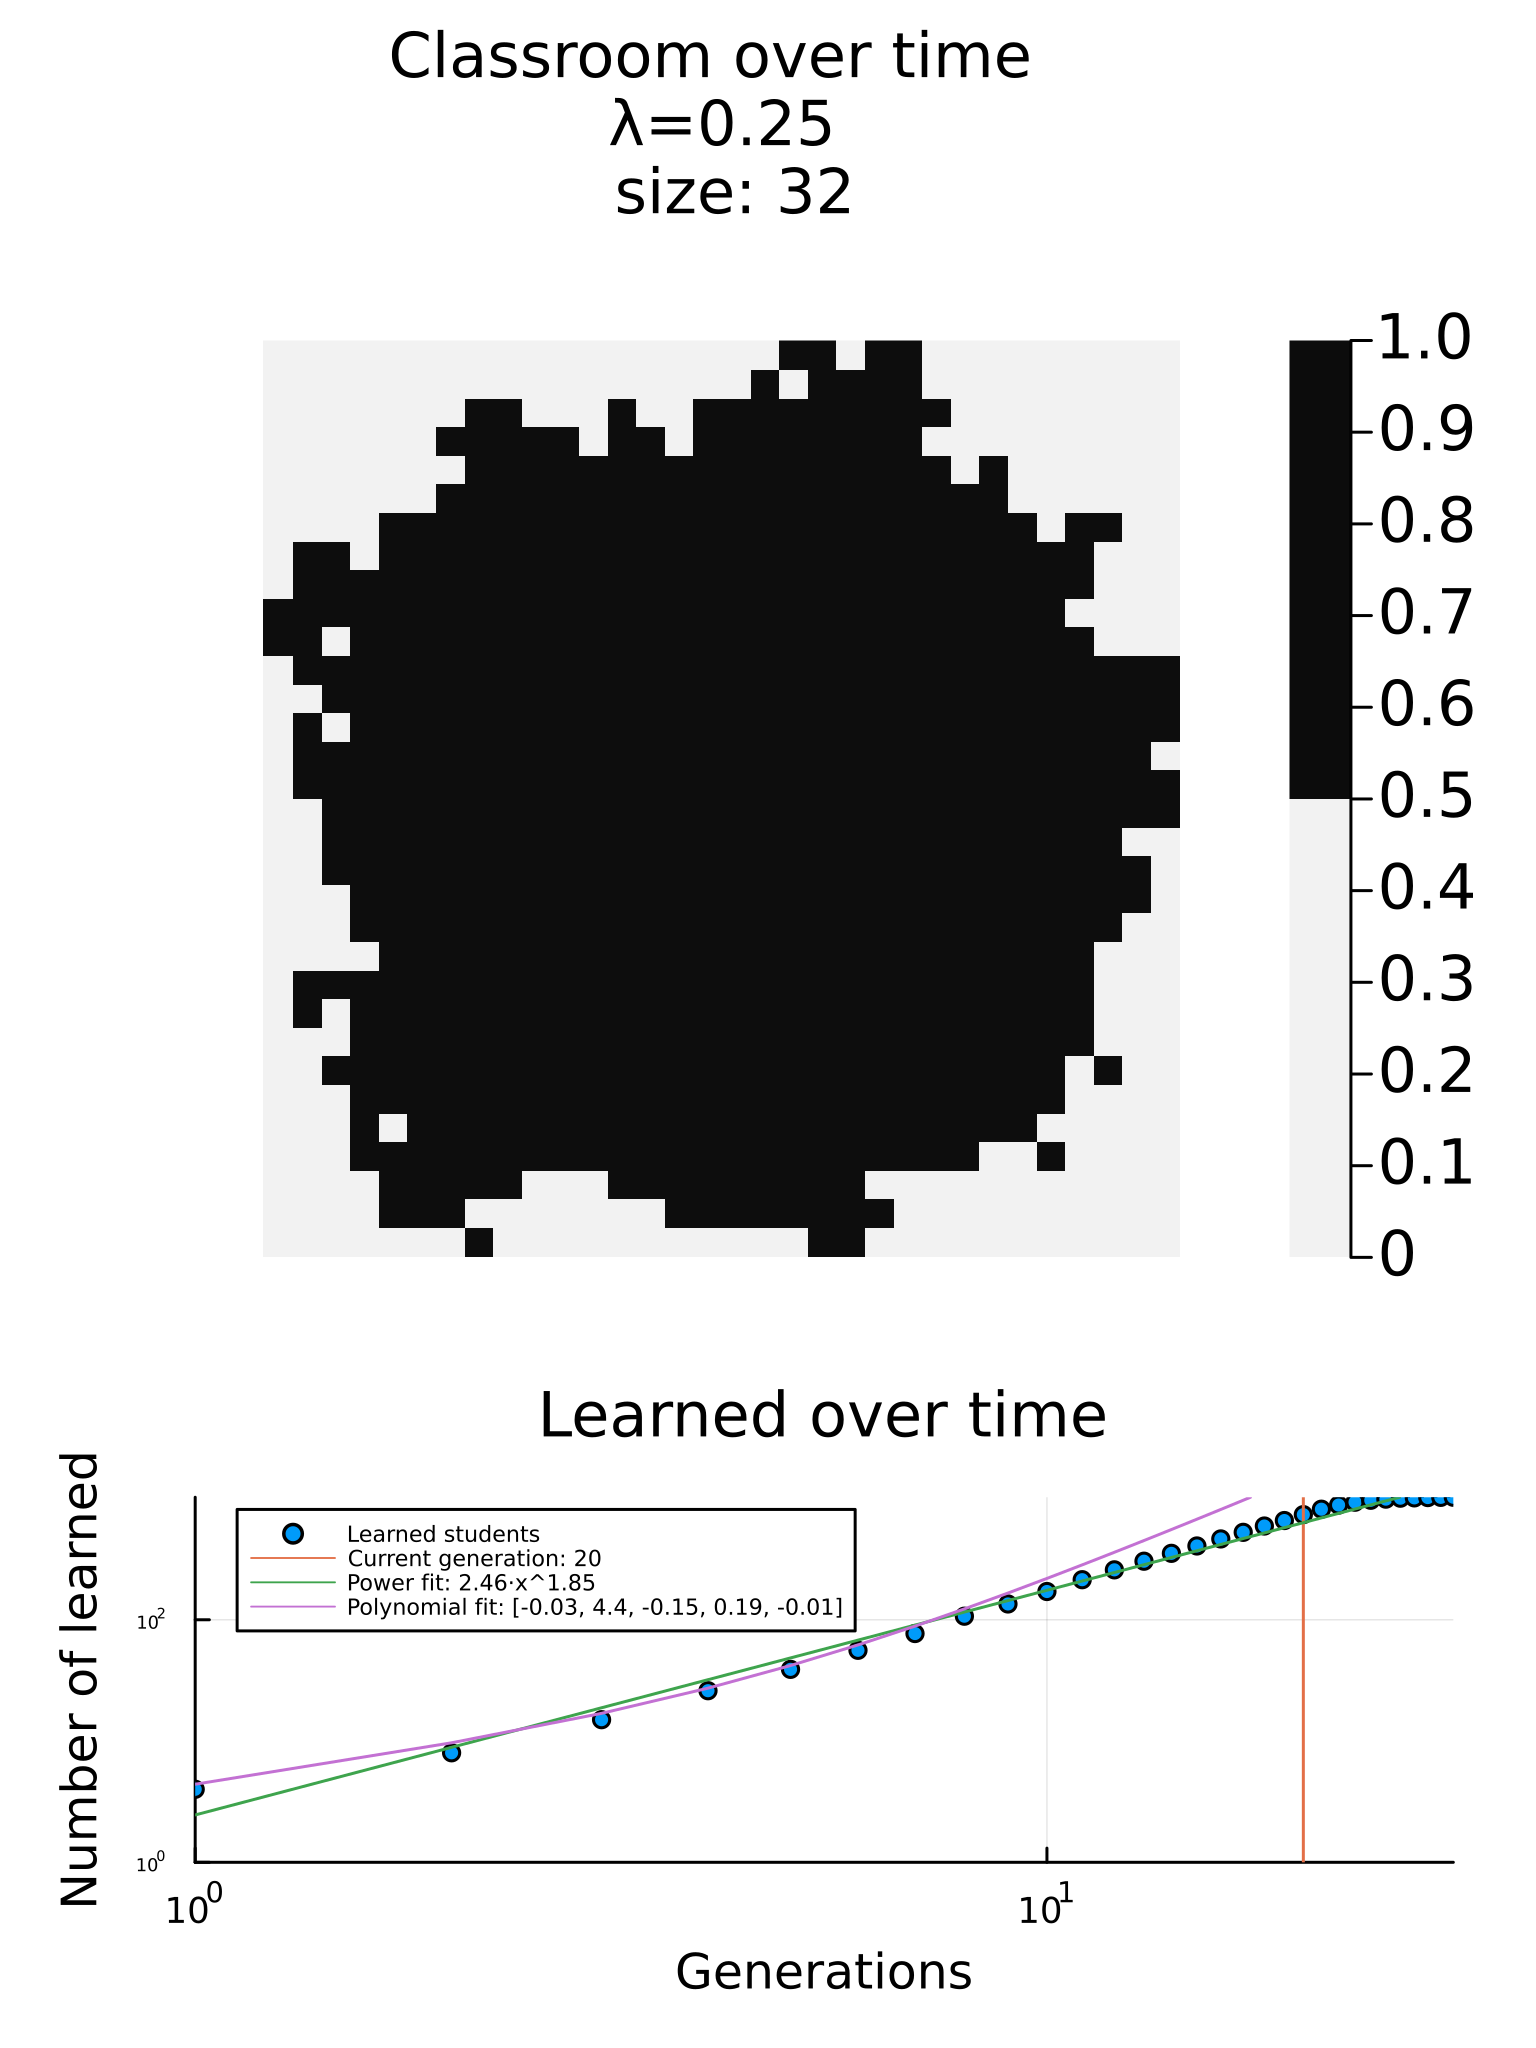 Classroom over time
λ=0.25
size: 32
1.0
0.9
0.8
0.7
0.6
0.5
0.4
0.3
0.2
0.1
0
Learned over time
Number of learned
Learned students
Current generation: 20
Power fit: 2.46·x^1.85
Polynomial fit: [-0.03, 4.4, -0.15, 0.19, -0.01]
10²
10⁰
10⁰
10¹
Generations